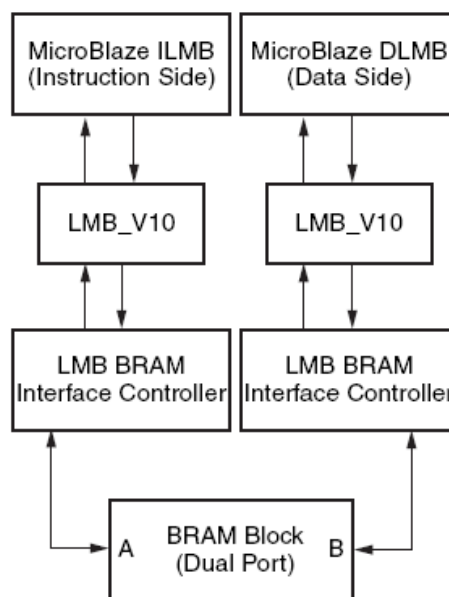 MicroBlaze ILMB
(Instruction Side)
MicroBlaze DLMB
(Data Side)
LMB_V10
LMB_V10
LMB BRAM
Interface Controller
LMB BRAM
Interface Controller
A
BRAM Block
(Dual Port)
B